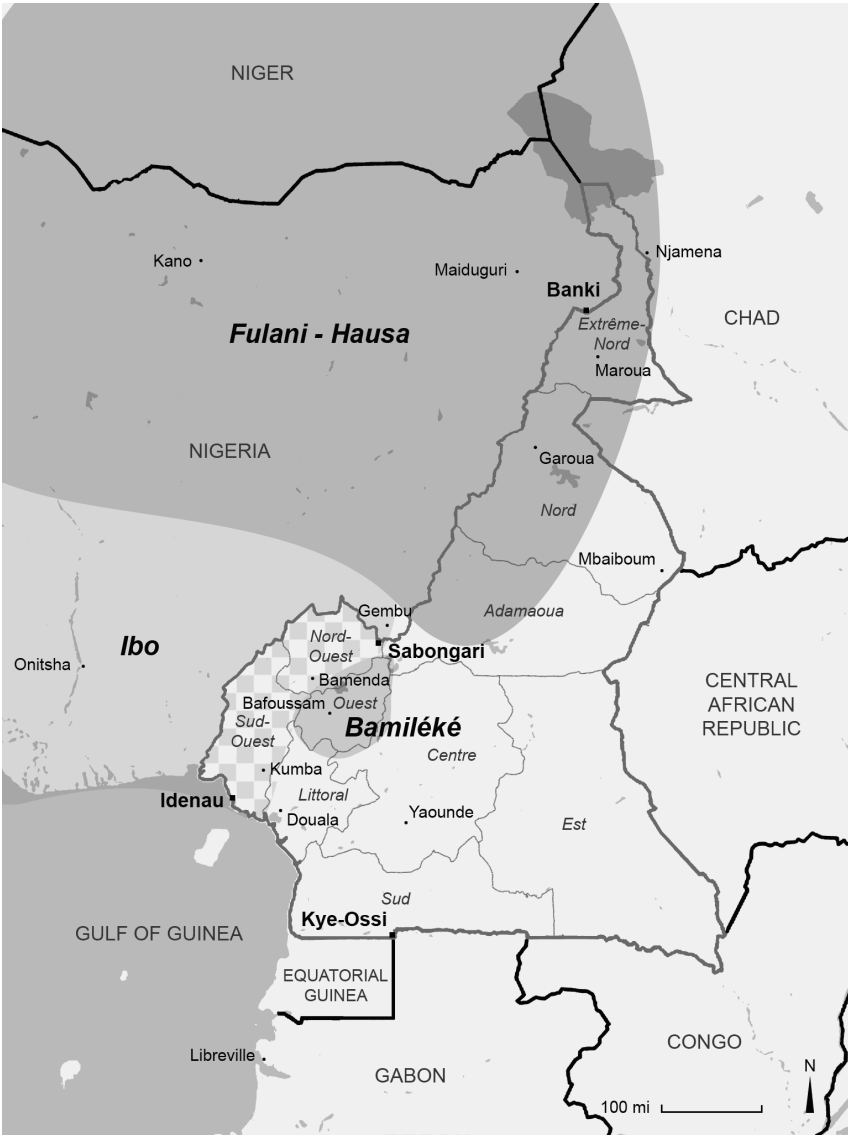 NIGER
Kano
Maiduguri
Njamena
Banki
CHAD
Extrême-
Nord
Fulani - Hausa
Maroua
NIGERIA
Garoua
Nord
Mbaiboum
Gembu
Adamaoua
Nord-
Ouest
Ibo
Sabongari
Onitsha
Bamenda
CENTRAL
AFRICAN
REPUBLIC
Bafoussam
Ouest
Sud-
Ouest
Bamiléké
Centre
Kumba
Littoral
Idenau
Douala
Yaounde
Est
Sud
Kye-Ossi
GULF OF GUINEA
EQUATORIAL
GUINEA
CONGO
Libreville
GABON
N
100 mi